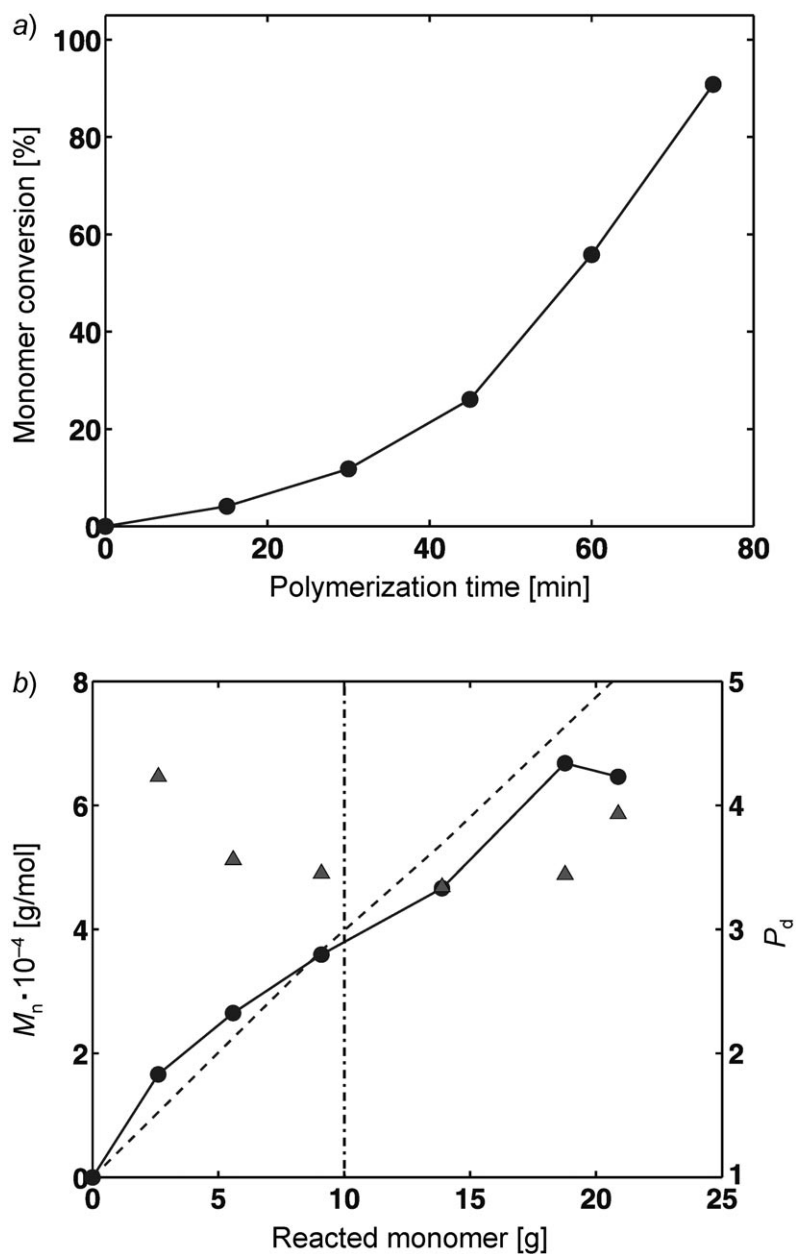 a)
100
80
60
40
20
0
Monomer conversion [%]
0 20 40 60 80
Polymerization time [min]
b)
8
6
4
2
0
Mₙ·10⁻⁴ [g/mol]
5
4
3
2
1
P_d
0 5 10 15 20 25
Reacted monomer [g]